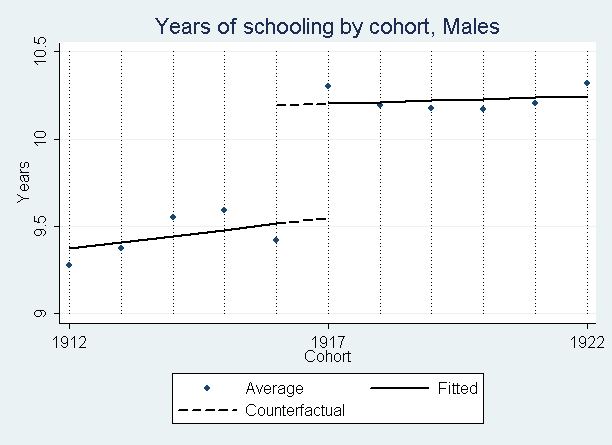 Years of schooling by cohort, Males
10.5
10
9.5
9
Years
1912 1917 1922
Cohort
Average Fitted
Counterfactual